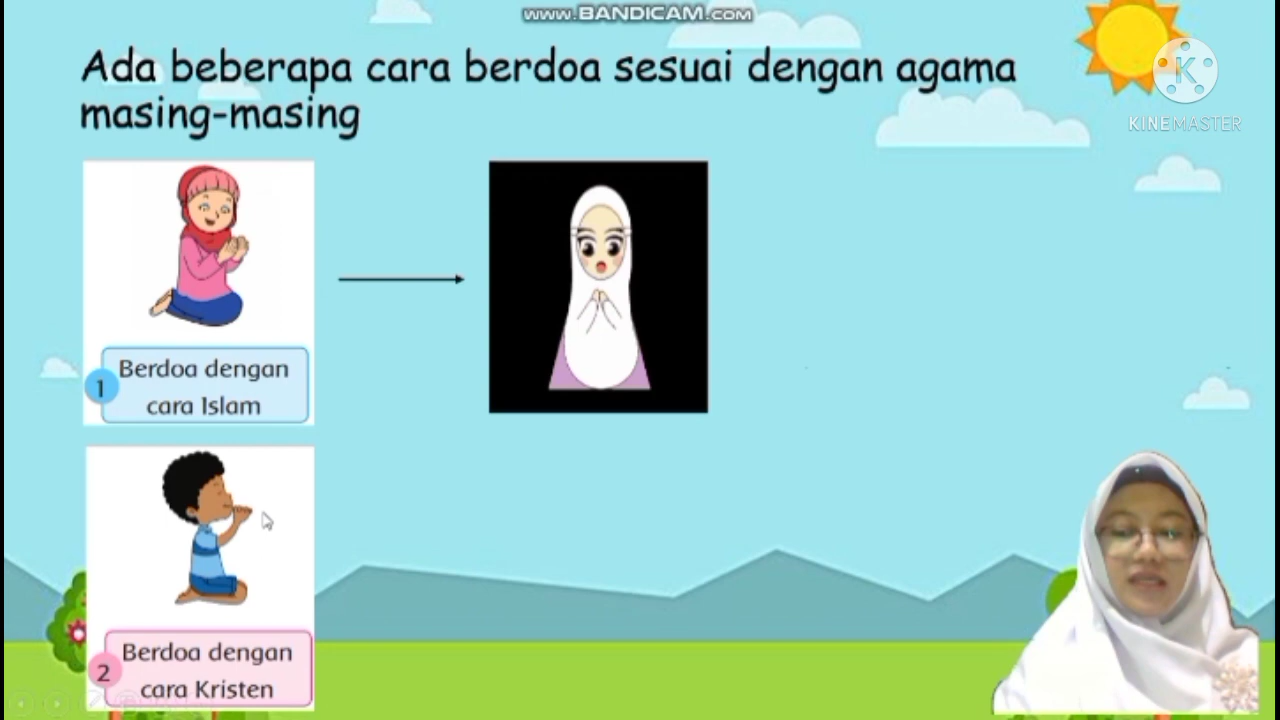 www.BANDICAM.com
Ada beberapa cara berdoa sesuai dengan agama
masing-masing
K
KINEMASTER
1
Berdoa dengan
cara Islam
2
Berdoa dengan
cara Kristen